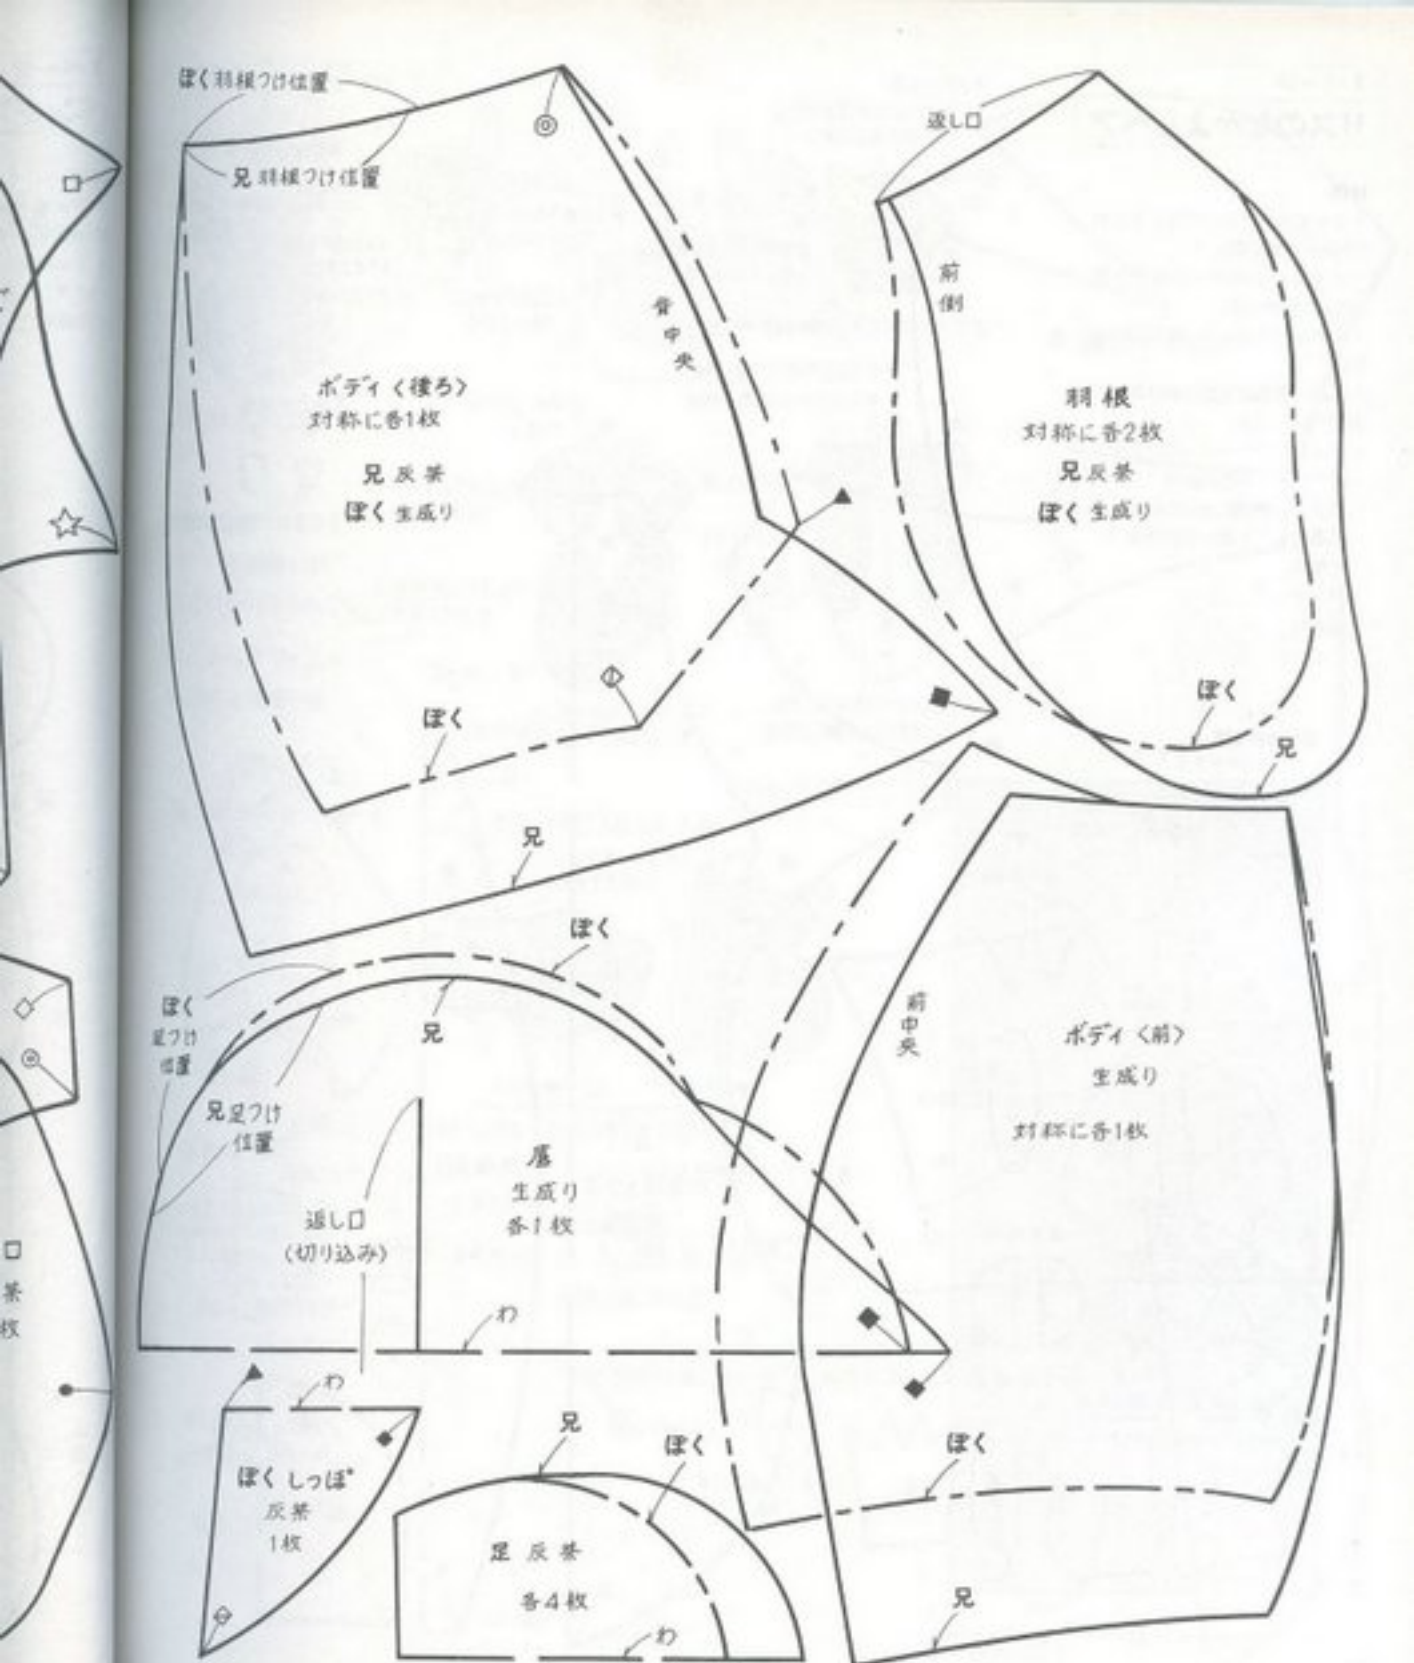 ぼく羽根つけ位置
兄羽根つけ位置
背中央
ボディ〈後ろ〉
対称に各1枚
兄灰茶
ぼく生成り
ぼく
兄
返し口
前側
羽根
対称に各2枚
兄灰茶
ぼく生成り
ぼく
兄
ぼく
兄
ぼく
足つけ
位置
兄足つけ
位置
返し口
(切り込み)
生成り
各1枚
わ
前中央
ボディ〈前〉
生成り
対称に各1枚
ぼく
兄
わ
ぼくしっぽ
灰茶
1枚
兄
ぼく
足灰茶
各4枚
わ
茶
枚